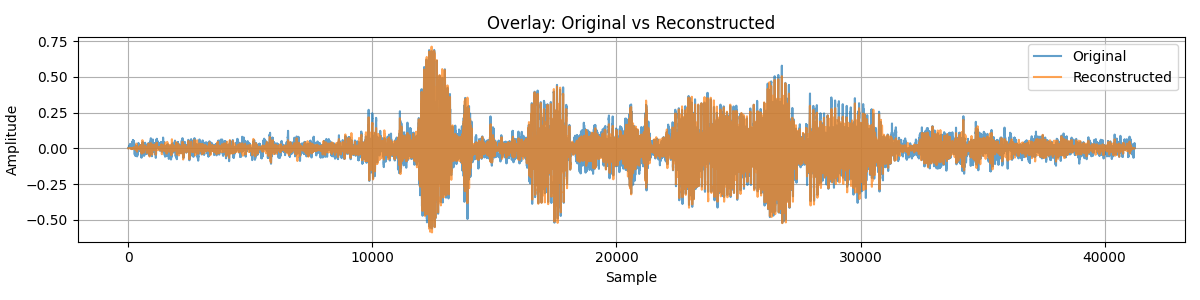 Overlay: Original vs Reconstructed
Original
Reconstructed
Amplitude
0.75
0.50
0.25
0.00
−0.25
−0.50
0 10000 20000 30000 40000
Sample